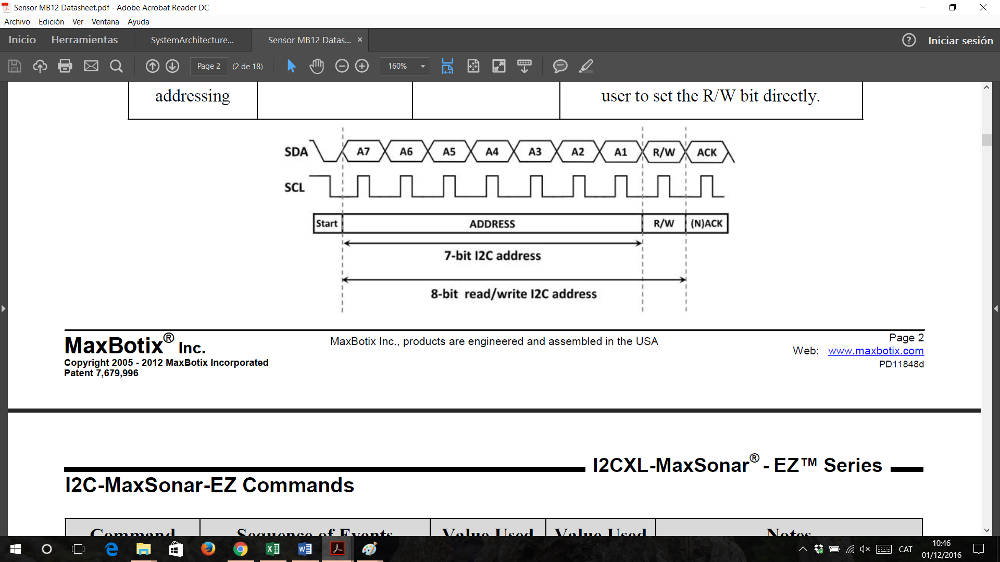 Sensor MB12 Datasheet.pdf - Adobe Acrobat Reader DC
Archivo Edición Ver Ventana Ayuda
Inicio Herramientas SystemArchitecture... Sensor MB12 Datas... × ? Iniciar sesión
Page 2 (2 de 18) 160%
addressing user to set the R/W bit directly.
SDA A7 A6 A5 A4 A3 A2 A1 R/W ACK
SCL
Start ADDRESS R/W (N)ACK
7-bit I2C address
8-bit read/write I2C address
MaxBotix® Inc.
Copyright 2005 - 2012 MaxBotix Incorporated
Patent 7,679,996
MaxBotix Inc., products are engineered and assembled in the USA
Page 2
Web: www.maxbotix.com
PD11848d
I2CXL-MaxSonar® - EZ™ Series
I2C-MaxSonar-EZ Commands
Command Sequence of Events Value Used Value Used Notes
CAT
10:46
01/12/2016